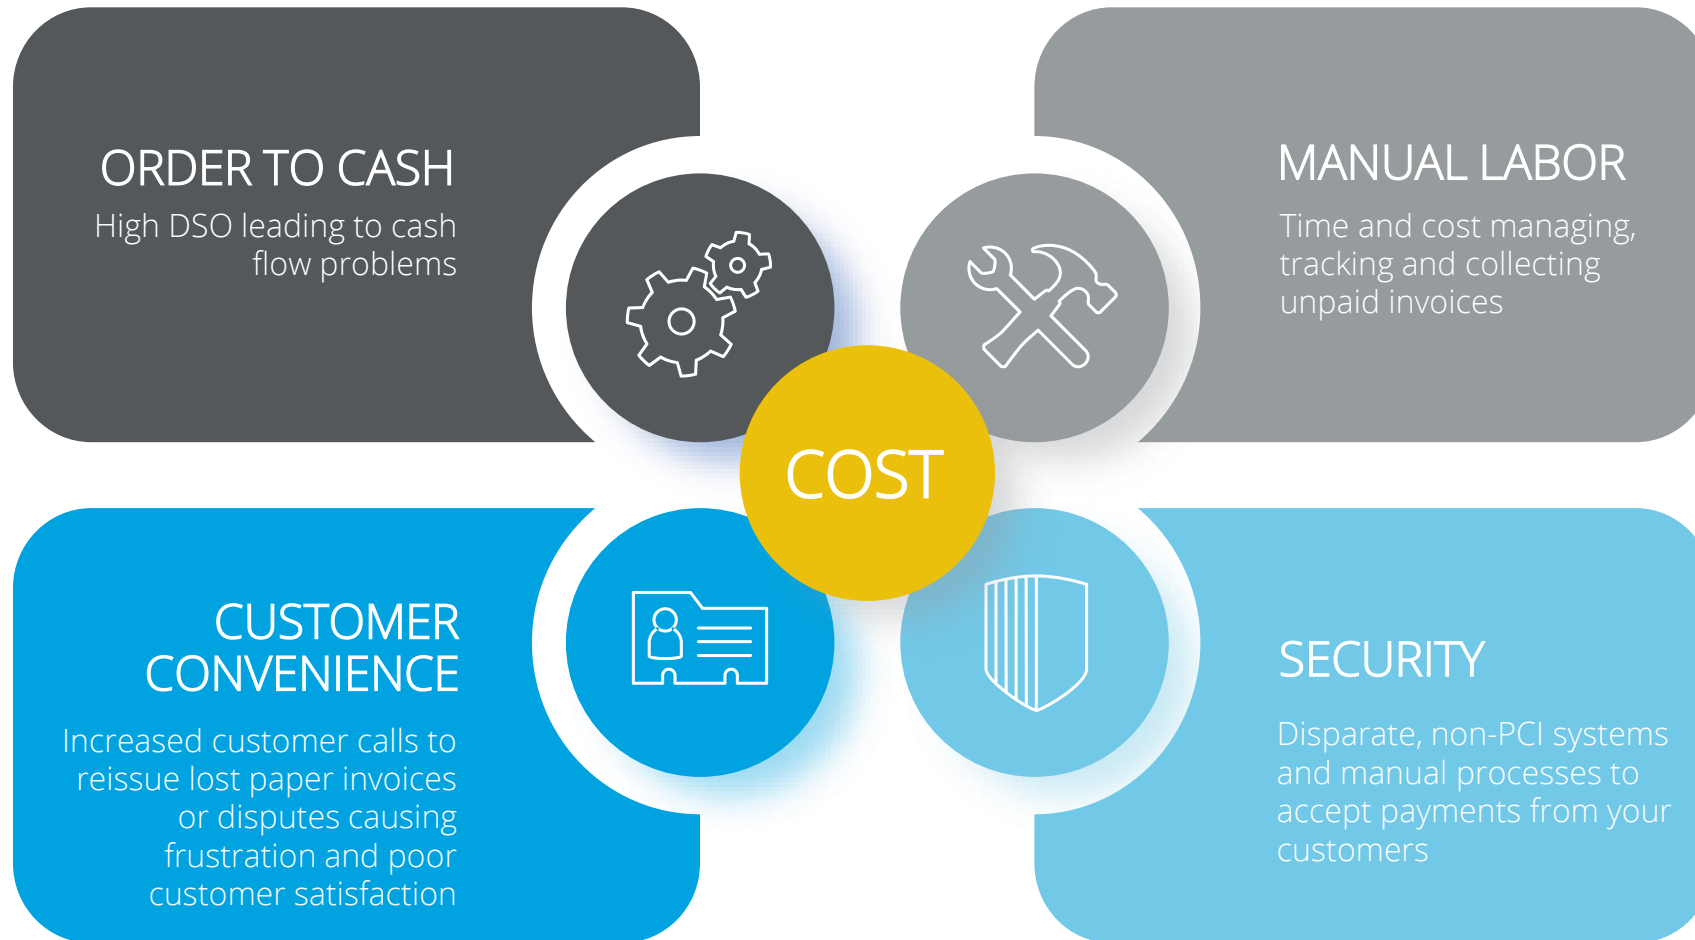 ORDER TO CASH
High DSO leading to cash
flow problems
MANUAL LABOR
Time and cost managing,
tracking and collecting
unpaid invoices
COST
CUSTOMER
CONVENIENCE
Increased customer calls to
reissue lost paper invoices
or disputes causing
frustration and poor
customer satisfaction
SECURITY
Disparate, non-PCI systems
and manual processes to
accept payments from your
customers